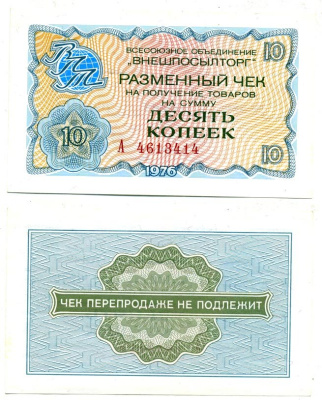 ВПТ
ВСЕСОЮЗНОЕ ОБЪЕДИНЕНИЕ
10
„ВНЕШПОСЫЛТОРГ"
РАЗМЕННЫЙ ЧЕК
НА ПОЛУЧЕНИЕ ТОВАРОВ
НА СУММУ
ДЕСЯТЬ
10
КОПЕЕК
А 4613414
10
1976
ЧЕК ПЕРЕПРОДАЖЕ НЕ ПОДЛЕЖИТ